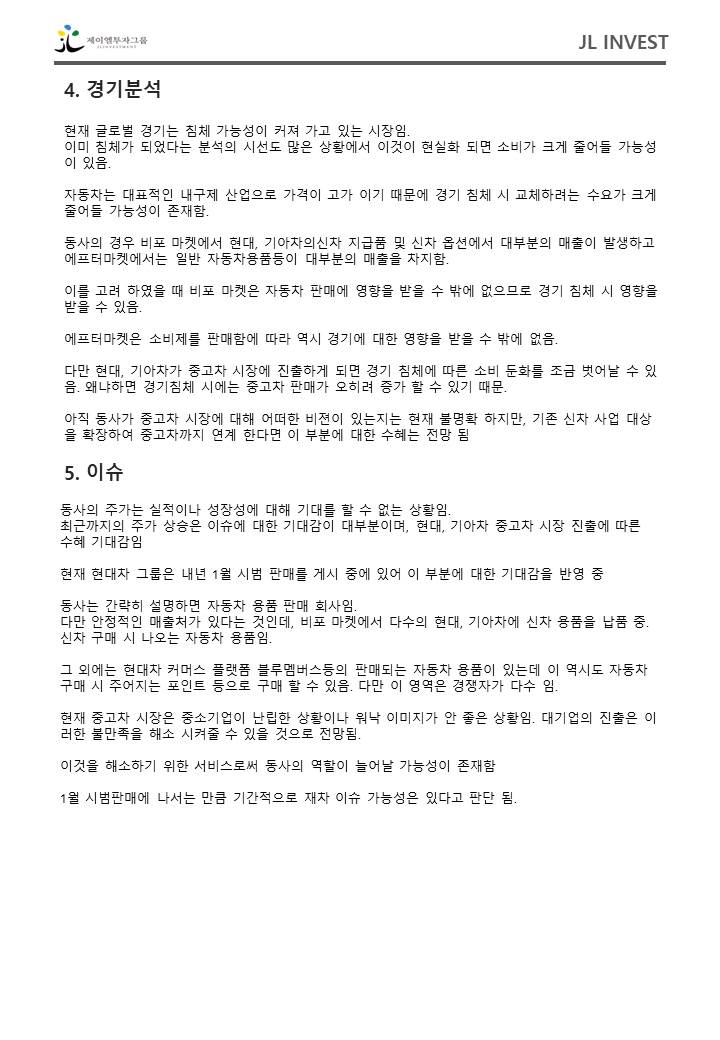 제이엘투자그룹
JLINVESTMENT
JL INVEST
4. 경기분석
현재 글로벌 경기는 침체 가능성이 커져 가고 있는 시장임.
이미 침체가 되었다는 분석의 시선도 많은 상황에서 이것이 현실화 되면 소비가 크게 줄어들 가능성
이 있음.
자동차는 대표적인 내구제 산업으로 가격이 고가 이기 때문에 경기 침체 시 교체하려는 수요가 크게
줄어들 가능성이 존재함.
동사의 경우 비포 마켓에서 현대, 기아차의신차 지급품 및 신차 옵션에서 대부분의 매출이 발생하고
에프터마켓에서는 일반 자동차용품등이 대부분의 매출을 차지함.
이를 고려 하였을 때 비포 마켓은 자동차 판매에 영향을 받을 수 밖에 없으므로 경기 침체 시 영향을
받을 수 있음.
에프터마켓은 소비제를 판매함에 따라 역시 경기에 대한 영향을 받을 수 밖에 없음.
다만 현대, 기아차가 중고차 시장에 진출하게 되면 경기 침체에 따른 소비 둔화를 조금 벗어날 수 있
음. 왜냐하면 경기침체 시에는 중고차 판매가 오히려 증가 할 수 있기 때문.
아직 동사가 중고차 시장에 대해 어떠한 비젼이 있는지는 현재 불명확 하지만, 기존 신차 사업 대상
을 확장하여 중고차까지 연계 한다면 이 부분에 대한 수혜는 전망 됨
5. 이슈
동사의 주가는 실적이나 성장성에 대해 기대를 할 수 없는 상황임.
최근까지의 주가 상승은 이슈에 대한 기대감이 대부분이며, 현대, 기아차 중고차 시장 진출에 따른
수혜 기대감임
현재 현대차 그룹은 내년 1월 시범 판매를 게시 중에 있어 이 부분에 대한 기대감을 반영 중
동사는 간략히 설명하면 자동차 용품 판매 회사임.
다만 안정적인 매출처가 있다는 것인데, 비포 마켓에서 다수의 현대, 기아차에 신차 용품을 납품 중.
신차 구매 시 나오는 자동차 용품임.
그 외에는 현대차 커머스 플랫폼 블루멤버스등의 판매되는 자동차 용품이 있는데 이 역시도 자동차
구매 시 주어지는 포인트 등으로 구매 할 수 있음. 다만 이 영역은 경쟁자가 다수 임.
현재 중고차 시장은 중소기업이 난립한 상황이나 워낙 이미지가 안 좋은 상황임. 대기업의 진출은 이
러한 불만족을 해소 시켜줄 수 있을 것으로 전망됨.
이것을 해소하기 위한 서비스로써 동사의 역할이 늘어날 가능성이 존재함
1월 시범판매에 나서는 만큼 기간적으로 재차 이슈 가능성은 있다고 판단 됨.